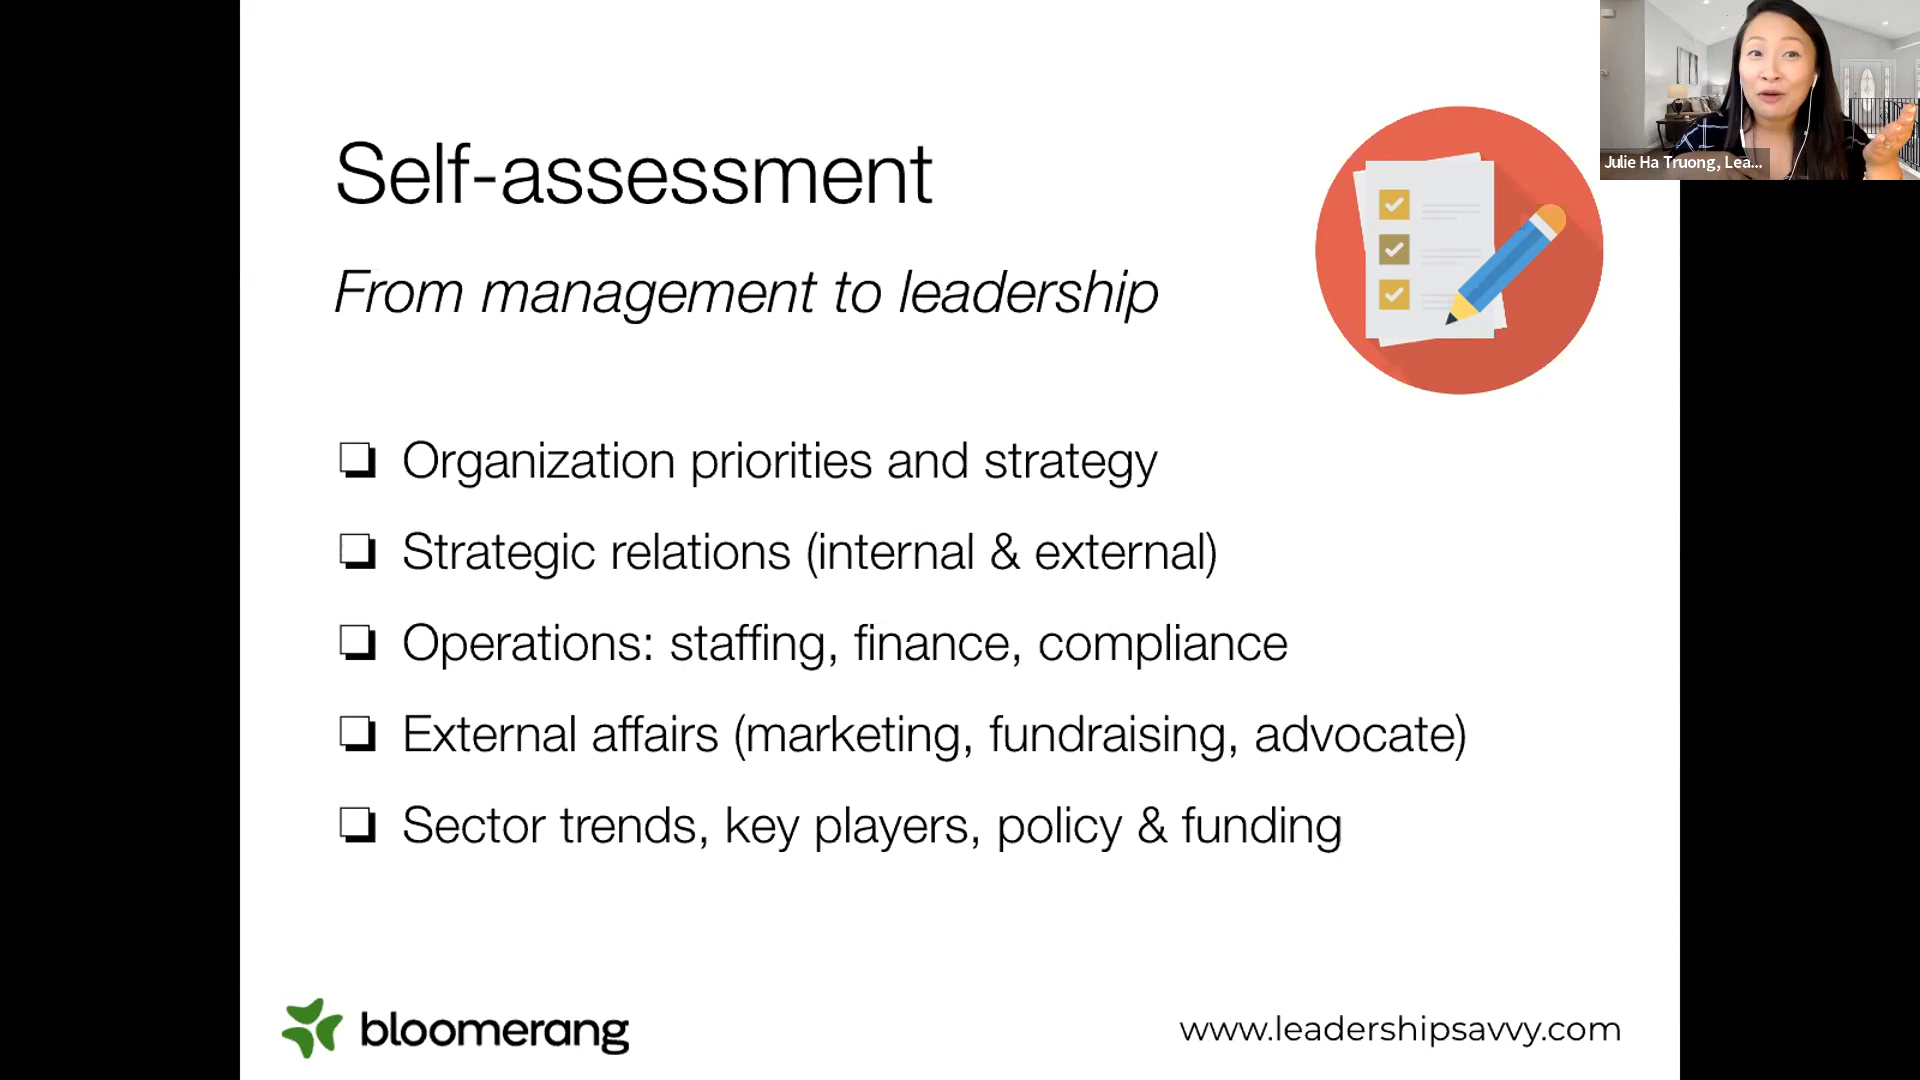 Self-assessment
From management to leadership
Organization priorities and strategy
Strategic relations (internal & external)
Operations: staffing, finance, compliance
External affairs (marketing, fundraising, advocate)
Sector trends, key players, policy & funding
bloomerang
www.leadershipsavvy.com
Julie Ha Truong, Lea...